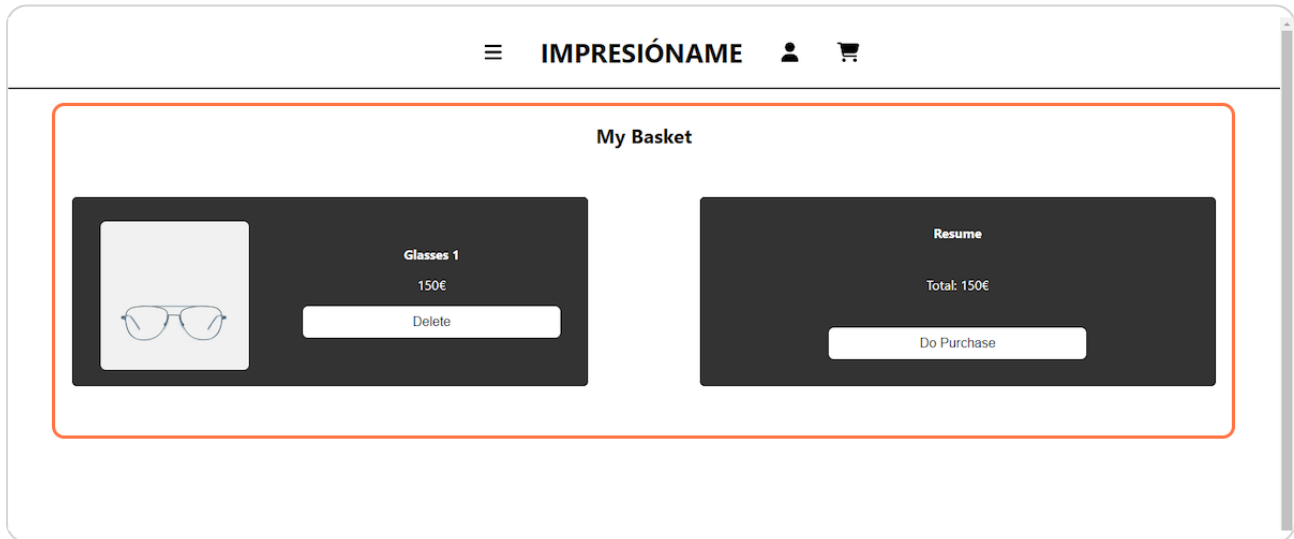 IMPRESIÓNAME
My Basket
Glasses 1
150€
Delete
Resume
Total: 150€
Do Purchase